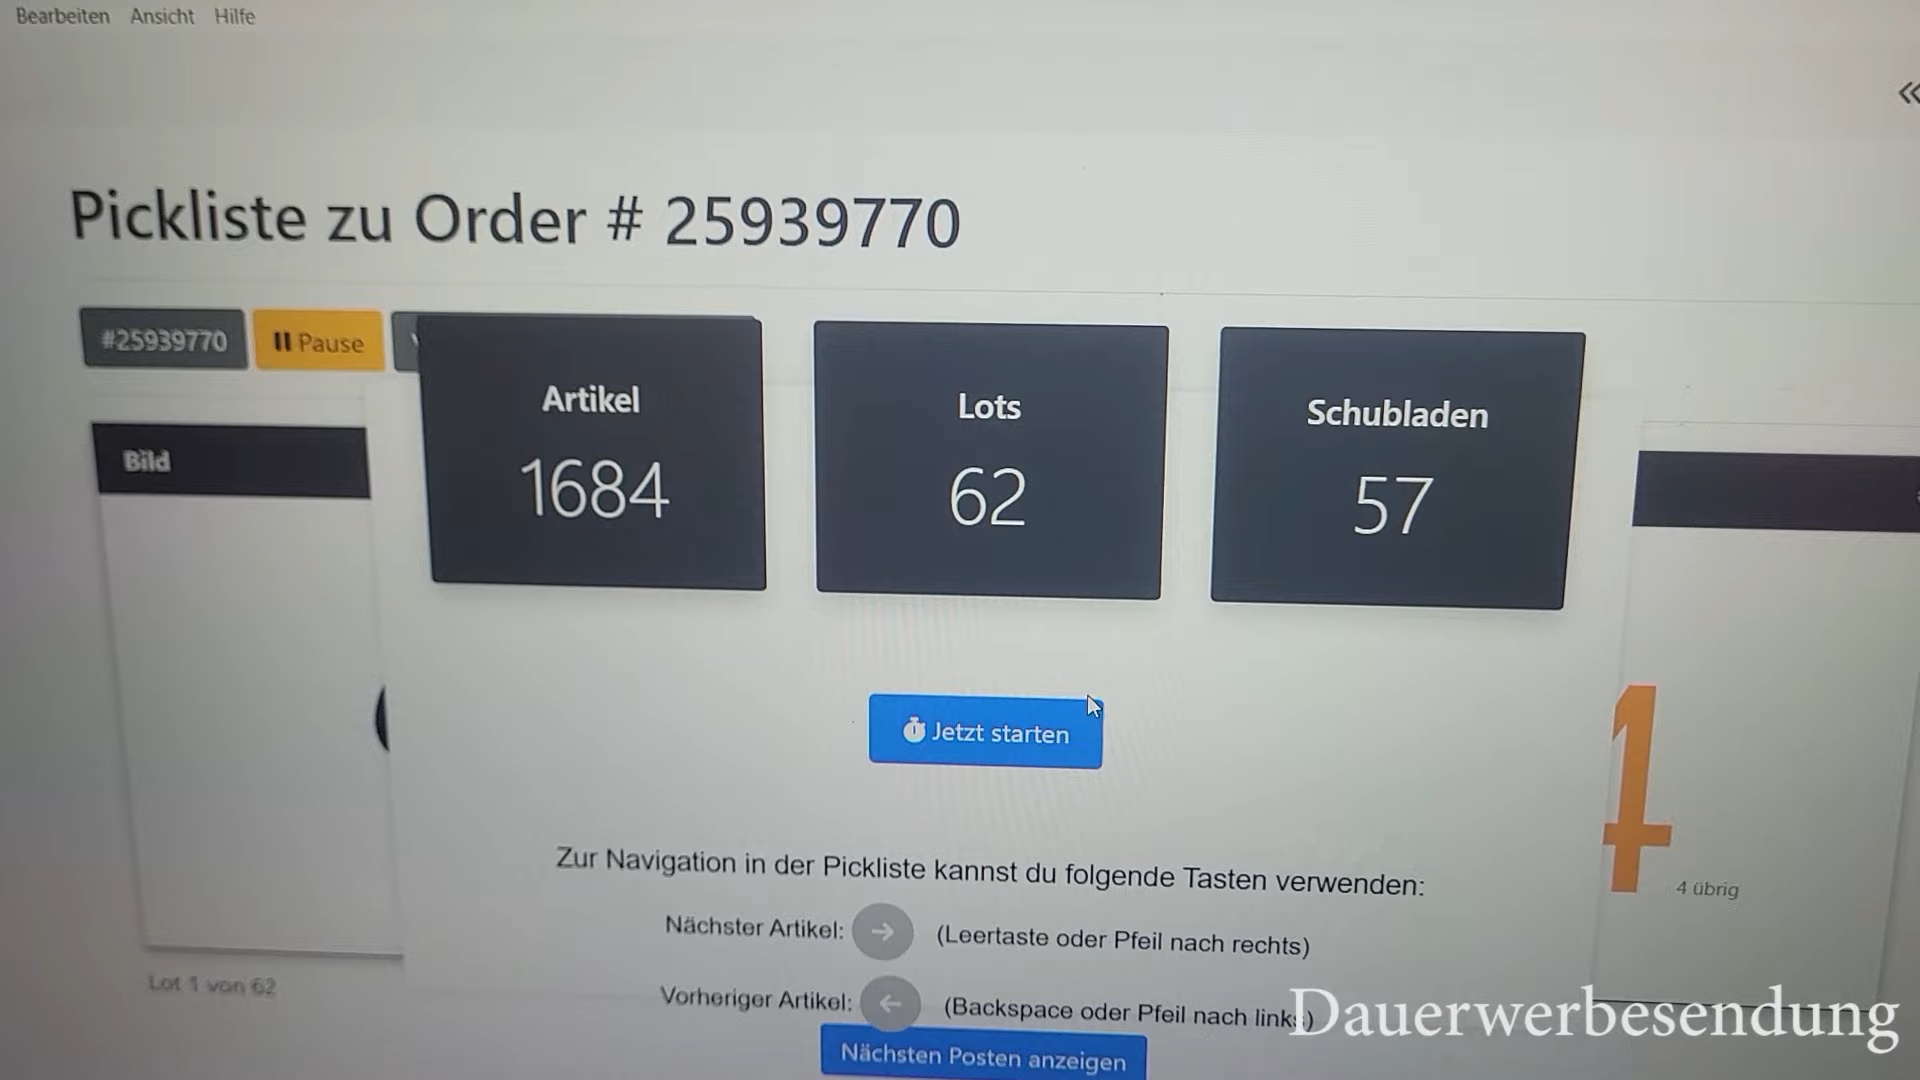 Bearbeiten Ansicht Hilfe
Pickliste zu Order # 25939770
#25939770
Pause
Artikel
1684
Lots
62
Schubladen
57
Bild
Jetzt starten
4
4 übrig
Zur Navigation in der Pickliste kannst du folgende Tasten verwenden:
Nächster Artikel: → (Leertaste oder Pfeil nach rechts)
Lot 1 von 62
Vorheriger Artikel: ← (Backspace oder Pfeil nach links)
Nächsten Posten anzeigen
Dauerwerbesendung